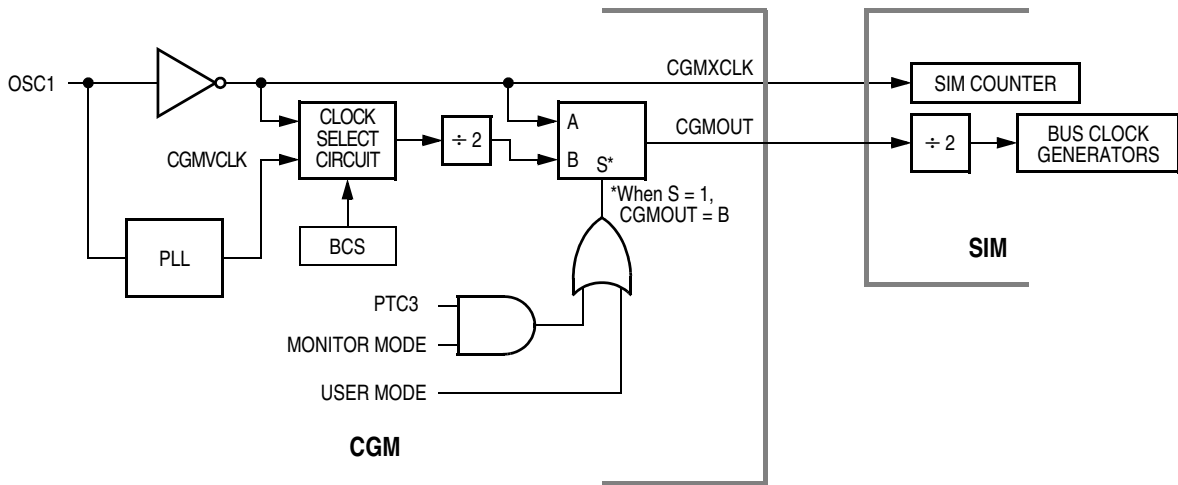 OSC1
CGMXCLK
SIM COUNTER
CLOCK
SELECT
CIRCUIT
÷ 2
A
B
S*
CGMOUT
÷ 2
BUS CLOCK
GENERATORS
CGMVCLK
*When S = 1,
CGMOUT = B
PLL
BCS
SIM
PTC3
MONITOR MODE
USER MODE
CGM